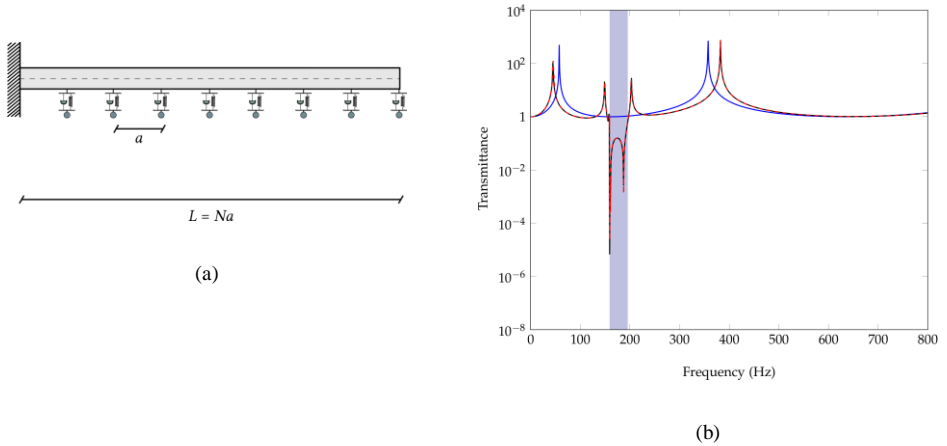 a
L = Na
(a)
10^4
10^2
1
10^−2
10^−4
10^−6
10^−8
Transmittance
0 100 200 300 400 500 600 700 800
Frequency (Hz)
(b)